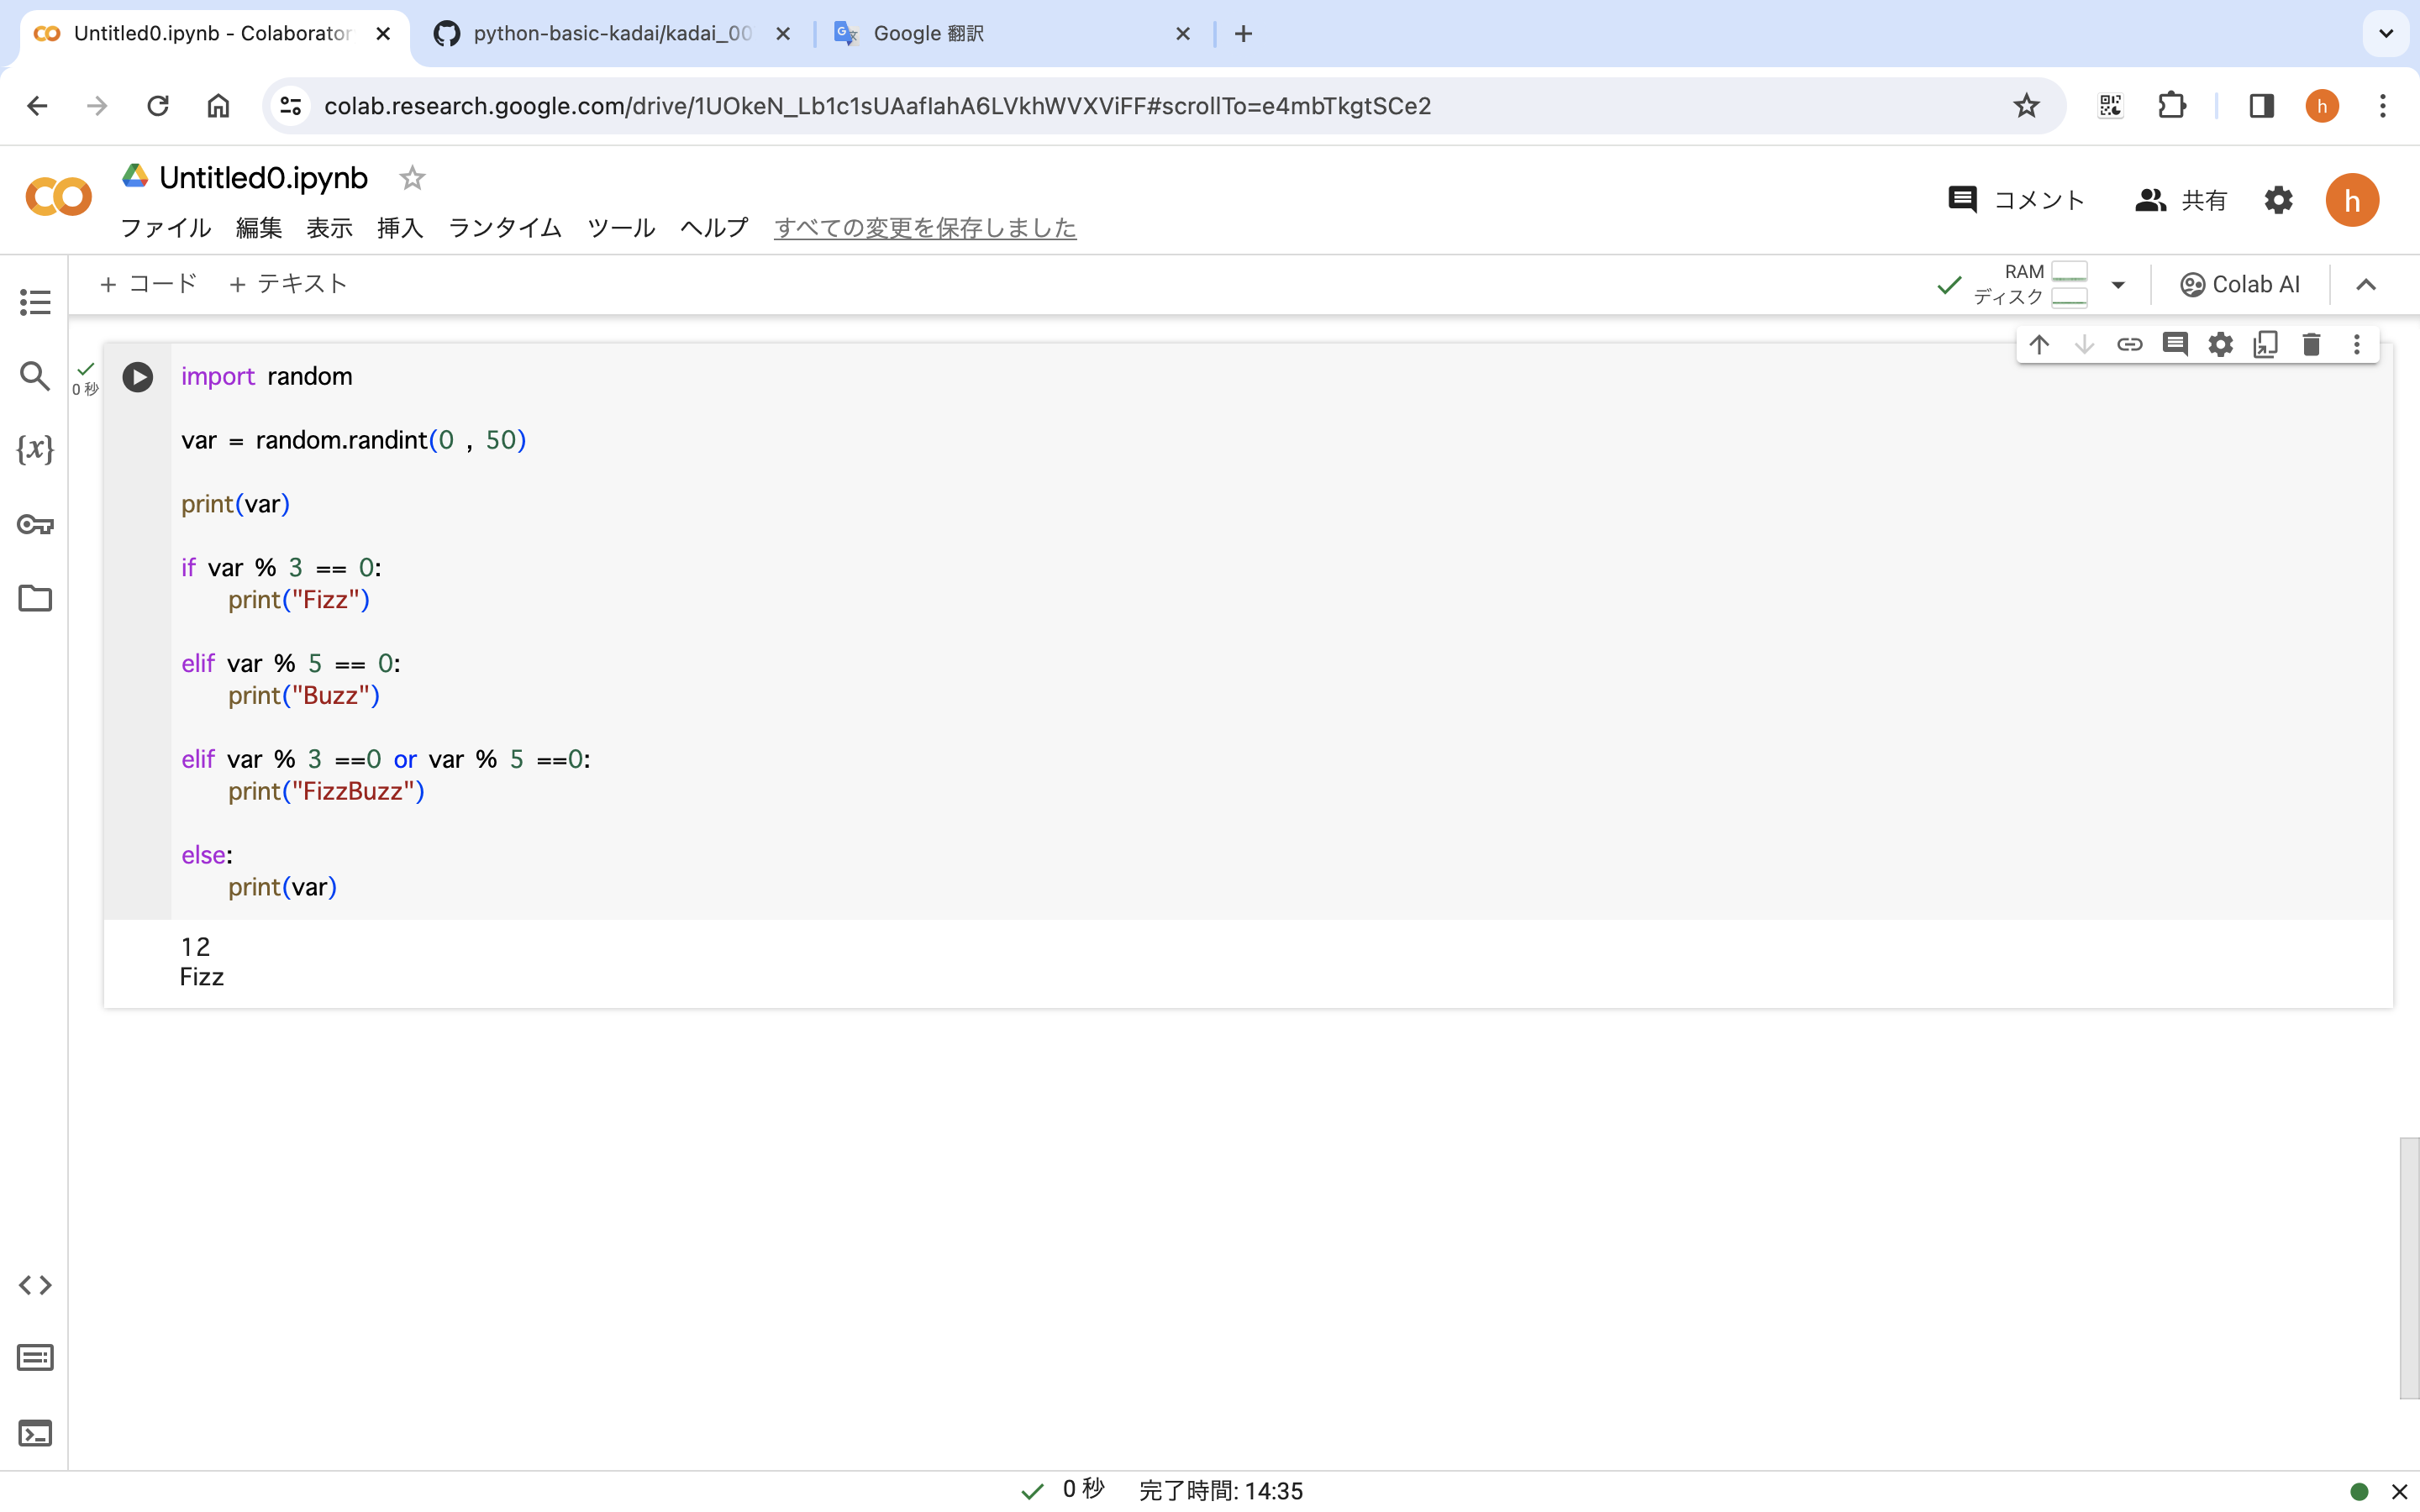 Untitled0.ipynb - Colaborator
python-basic-kadai/kadai_00
Google 翻訳
colab.research.google.com/drive/1UOkeN_Lb1c1sUAafIahA6LVkhWVXViFF#scrollTo=e4mbTkgtSCe2
h
Untitled0.ipynb
コメント
共有
h
ファイル 編集 表示 挿入 ランタイム ツール ヘルプ すべての変更を保存しました
+ コード + テキスト
RAM
ディスク
Colab AI
{x}
0 秒
import random
var = random.randint(0 , 50)
print(var)
if var % 3 == 0:
print("Fizz")
elif var % 5 == 0:
print("Buzz")
elif var % 3 ==0 or var % 5 ==0:
print("FizzBuzz")
else:
print(var)
12
Fizz
0 秒 完了時間: 14:35